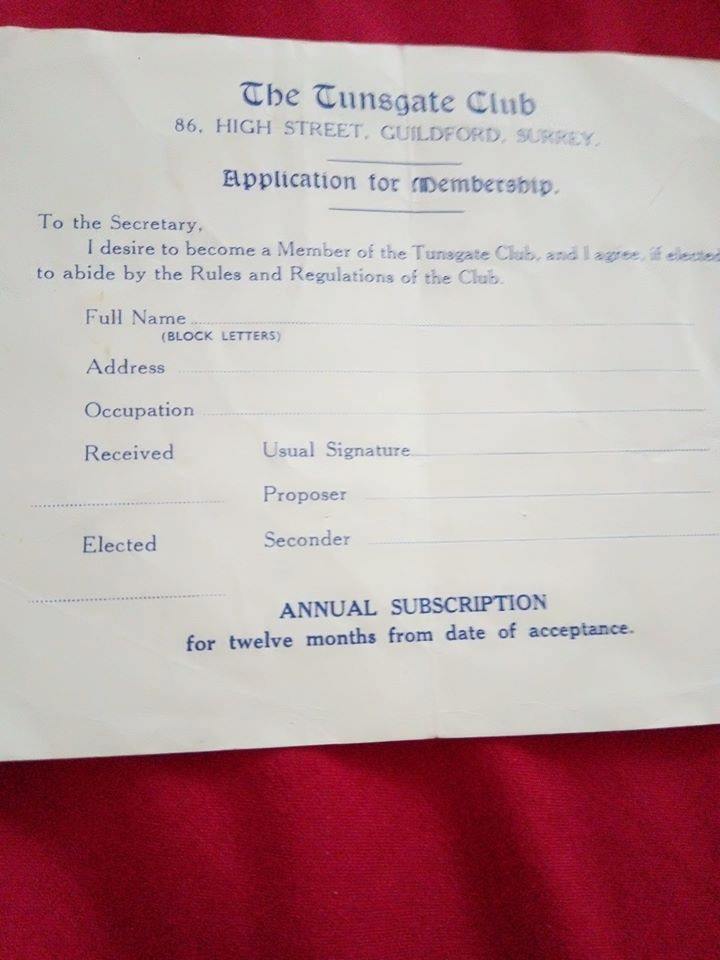 The Tunsgate Club
86, HIGH STREET, GUILDFORD, SURREY.
Application for Membership.
To the Secretary,
I desire to become a Member of the Tunsgate Club, and I agree, if elected
to abide by the Rules and Regulations of the Club.
Full Name
(BLOCK LETTERS)
Address
Occupation
Received Usual Signature
Proposer
Elected Seconder
ANNUAL SUBSCRIPTION
for twelve months from date of acceptance.